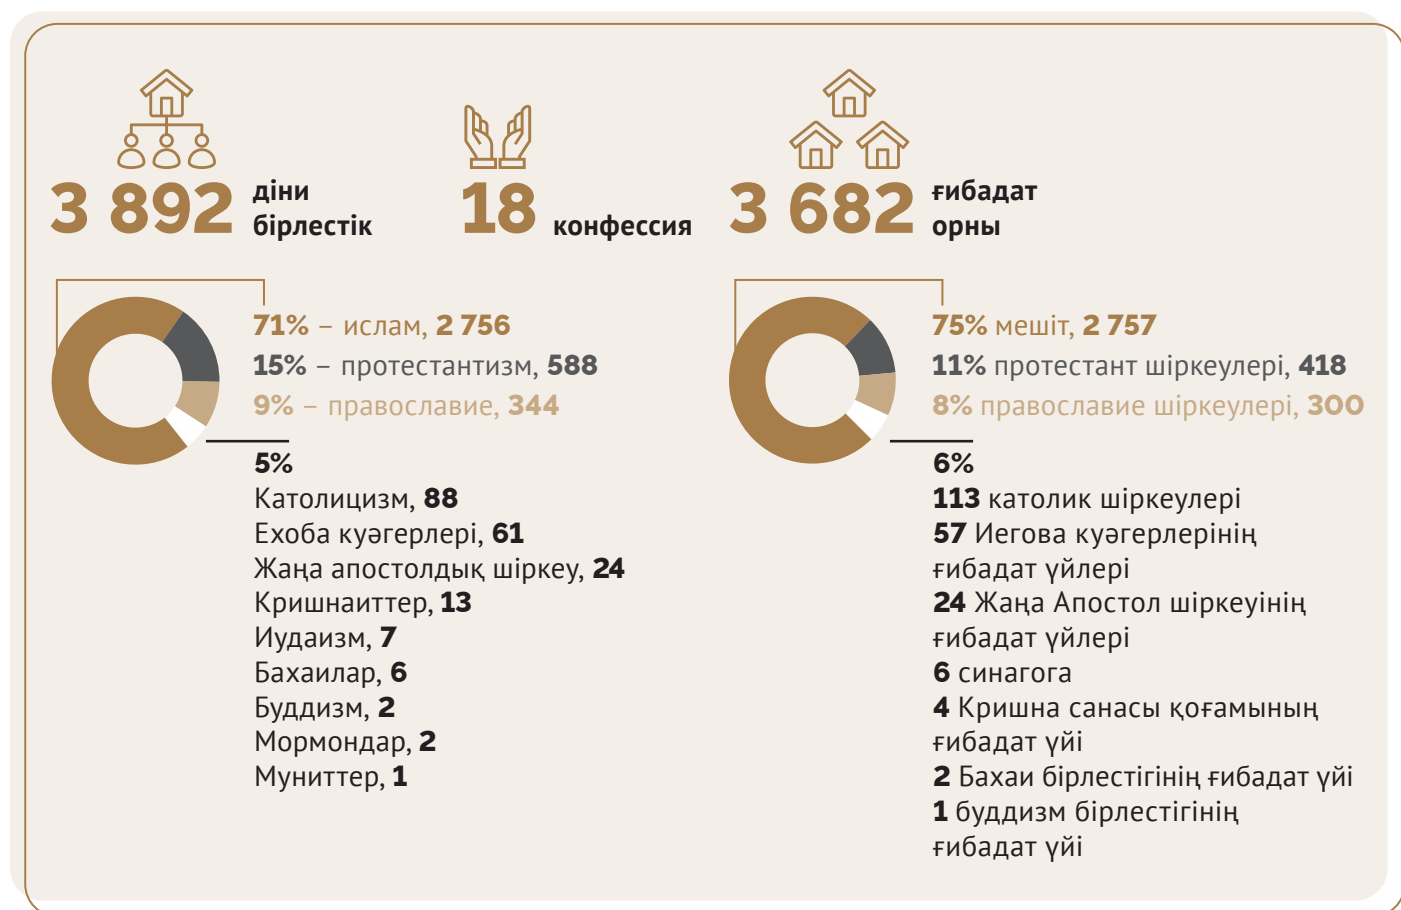 3 892 діни
бірлестік
18 конфессия
3 682 ғибадат
орны
71% – ислам, 2 756
15% – протестантизм, 588
9% – православие, 344
5%
Католицизм, 88
Ехоба куәгерлері, 61
Жаңа апостолдық шіркеу, 24
Кришнаиттер, 13
Иудаизм, 7
Бахаилар, 6
Буддизм, 2
Мормондар, 2
Муниттер, 1
75% мешіт, 2 757
11% протестант шіркеулері, 418
8% православие шіркеулері, 300
6%
113 католик шіркеулері
57 Иегова куәгерлерінің
ғибадат үйлері
24 Жаңа Апостол шіркеуінің
ғибадат үйлері
6 синагога
4 Кришна санасы қоғамының
ғибадат үйі
2 Бахаи бірлестігінің ғибадат үйі
1 буддизм бірлестігінің
ғибадат үйі